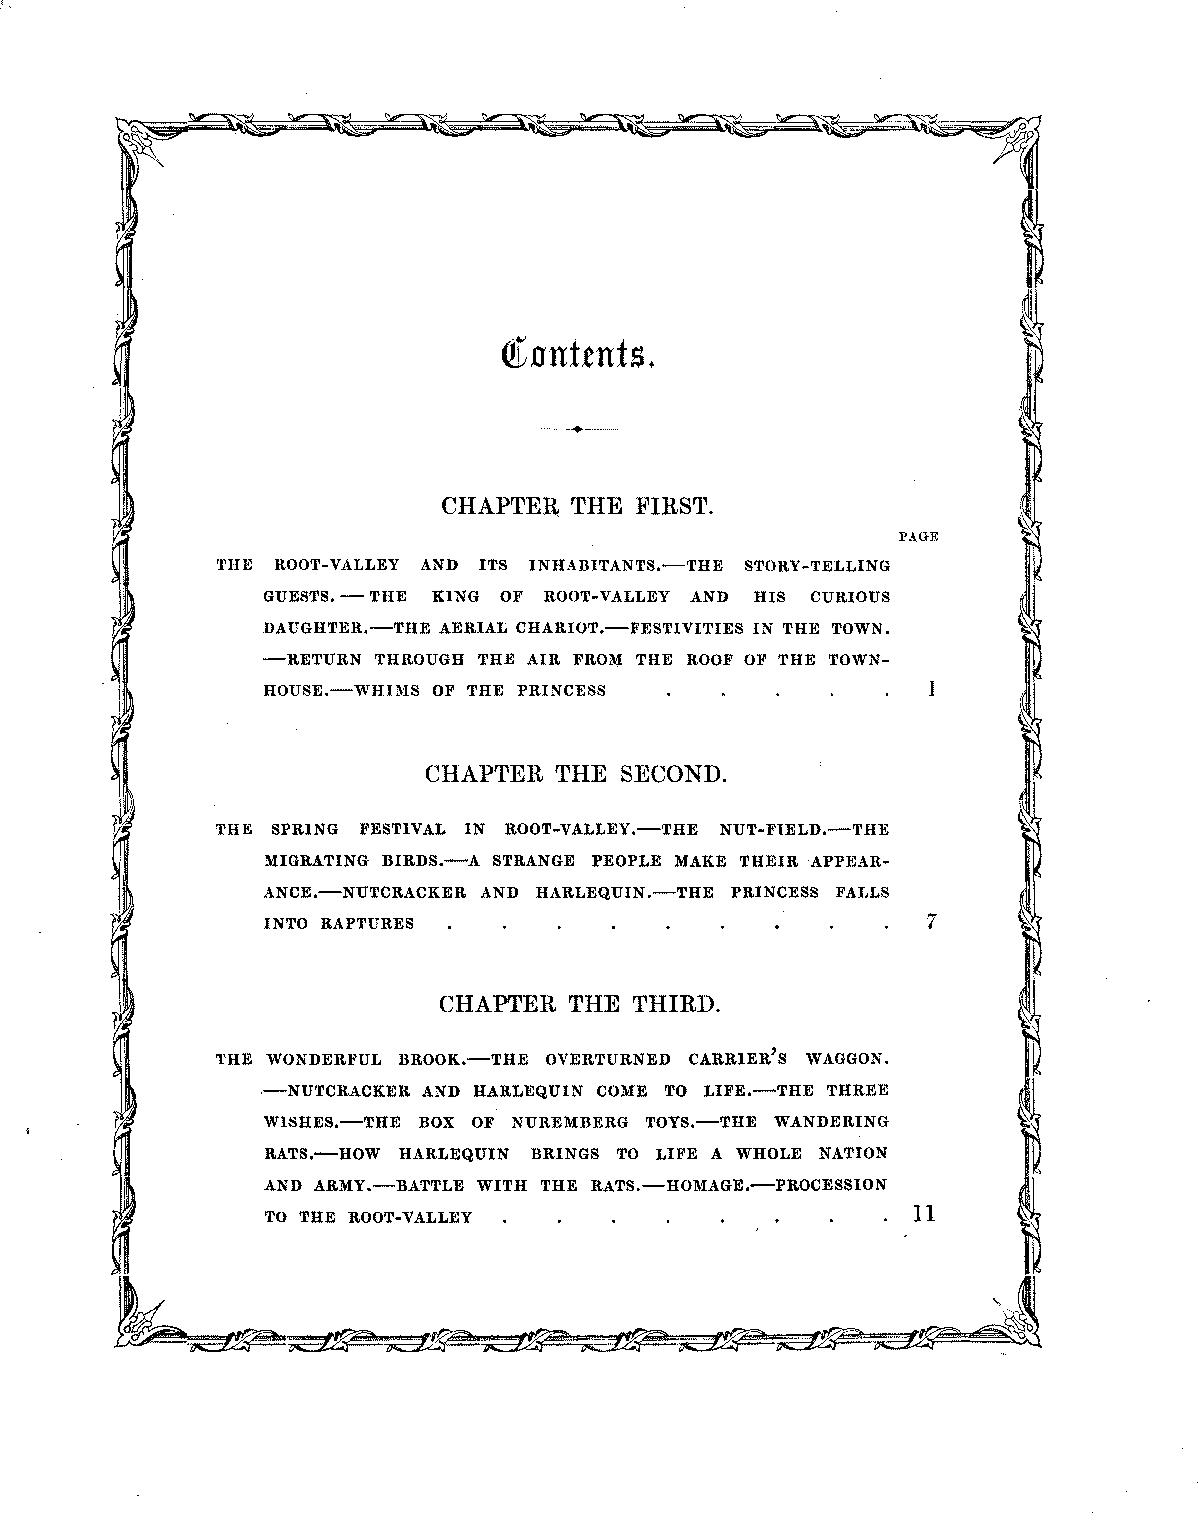 Contents.
CHAPTER THE FIRST.
PAGE
THE ROOT-VALLEY AND ITS INHABITANTS.—THE STORY-TELLING
GUESTS.—THE KING OF ROOT-VALLEY AND HIS CURIOUS
DAUGHTER.—THE AERIAL CHARIOT.—FESTIVITIES IN THE TOWN.
—RETURN THROUGH THE AIR FROM THE ROOF OF THE TOWN-
HOUSE.—WHIMS OF THE PRINCESS . . . . . 1
CHAPTER THE SECOND.
THE SPRING FESTIVAL IN ROOT-VALLEY.—THE NUT-FIELD.—THE
MIGRATING BIRDS.—A STRANGE PEOPLE MAKE THEIR APPEAR-
ANCE.—NUTCRACKER AND HARLEQUIN.—THE PRINCESS FALLS
INTO RAPTURES . . . . . . . . . 7
CHAPTER THE THIRD.
THE WONDERFUL BROOK.—THE OVERTURNED CARRIER'S WAGGON.
—NUTCRACKER AND HARLEQUIN COME TO LIFE.—THE THREE
WISHES.—THE BOX OF NUREMBERG TOYS.—THE WANDERING
RATS.—HOW HARLEQUIN BRINGS TO LIFE A WHOLE NATION
AND ARMY.—BATTLE WITH THE RATS.—HOMAGE.—PROCESSION
TO THE ROOT-VALLEY . . . . . . . . 11